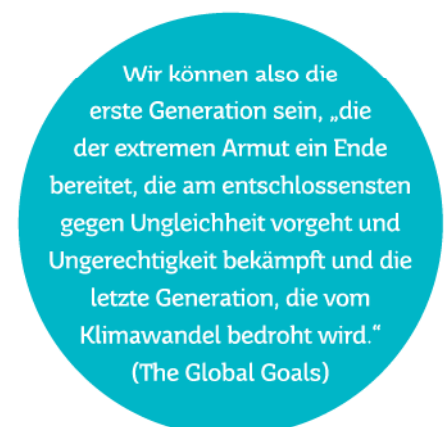 Wir können also die
erste Generation sein, „die
der extremen Armut ein Ende
bereitet, die am entschlossensten
gegen Ungleichheit vorgeht und
Ungerechtigkeit bekämpft und die
letzte Generation, die vom
Klimawandel bedroht wird.“
(The Global Goals)